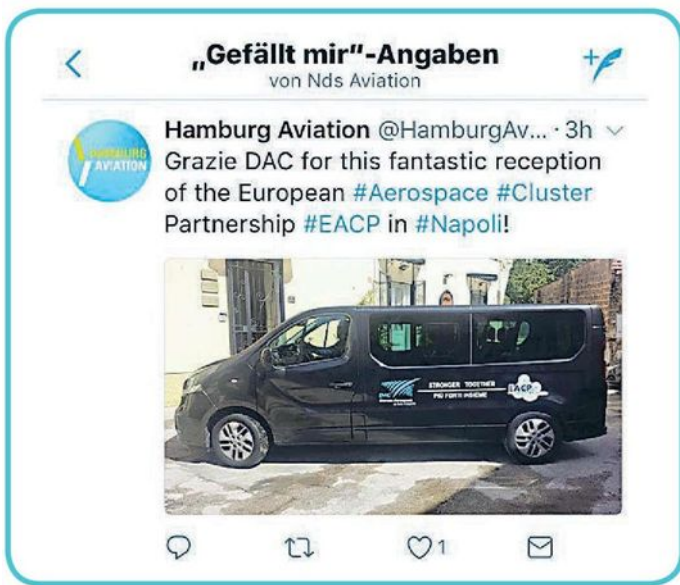 „Gefällt mir“-Angaben
von Nds Aviation
HAMBURG
AVIATION
Hamburg Aviation @HamburgAv... · 3h
Grazie DAC for this fantastic reception
of the European #Aerospace #Cluster
Partnership #EACP in #Napoli!
DAC
STRONGER TOGETHER
PIÙ FORTI INSIEME
EACP
1